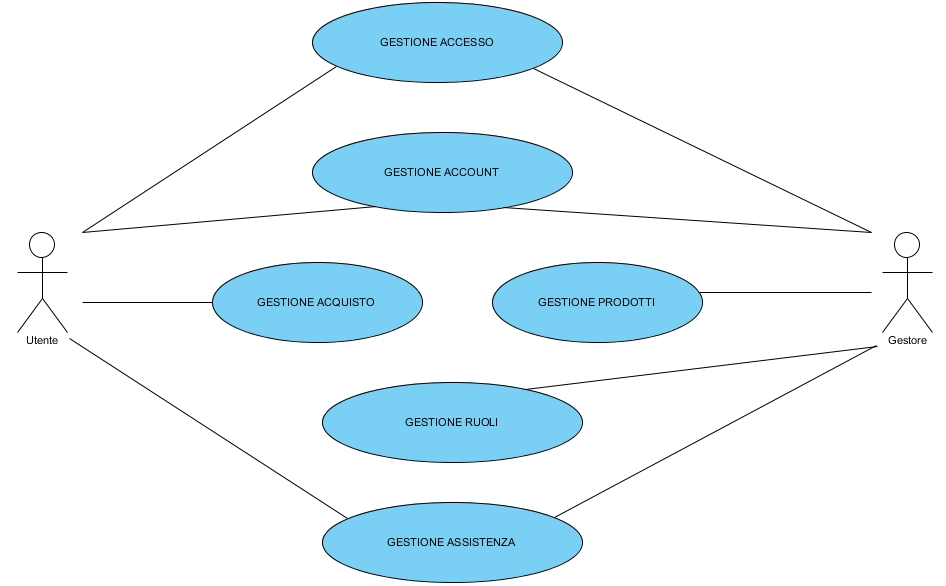 GESTIONE ACCESSO
GESTIONE ACCOUNT
GESTIONE ACQUISTO
GESTIONE PRODOTTI
Utente
Gestore
GESTIONE RUOLI
GESTIONE ASSISTENZA